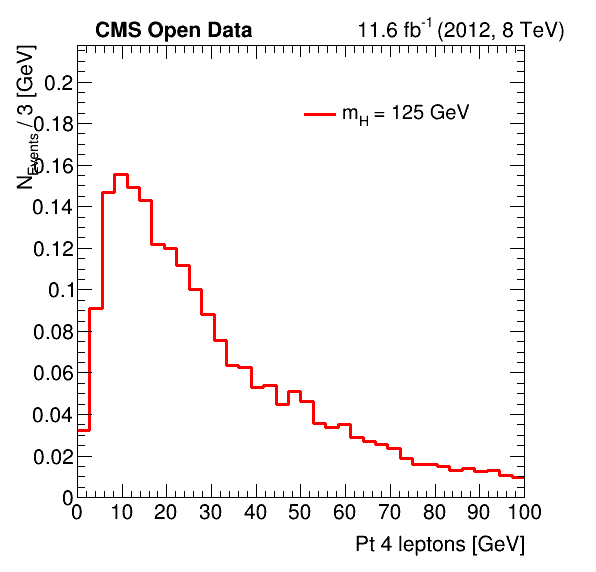 CMS Open Data 11.6 fb-1 (2012, 8 TeV)
NEvents / 3 [GeV]
mH = 125 GeV
0.2
0.18
0.16
0.14
0.12
0.1
0.08
0.06
0.04
0.02
0
0 10 20 30 40 50 60 70 80 90 100
Pt 4 leptons [GeV]